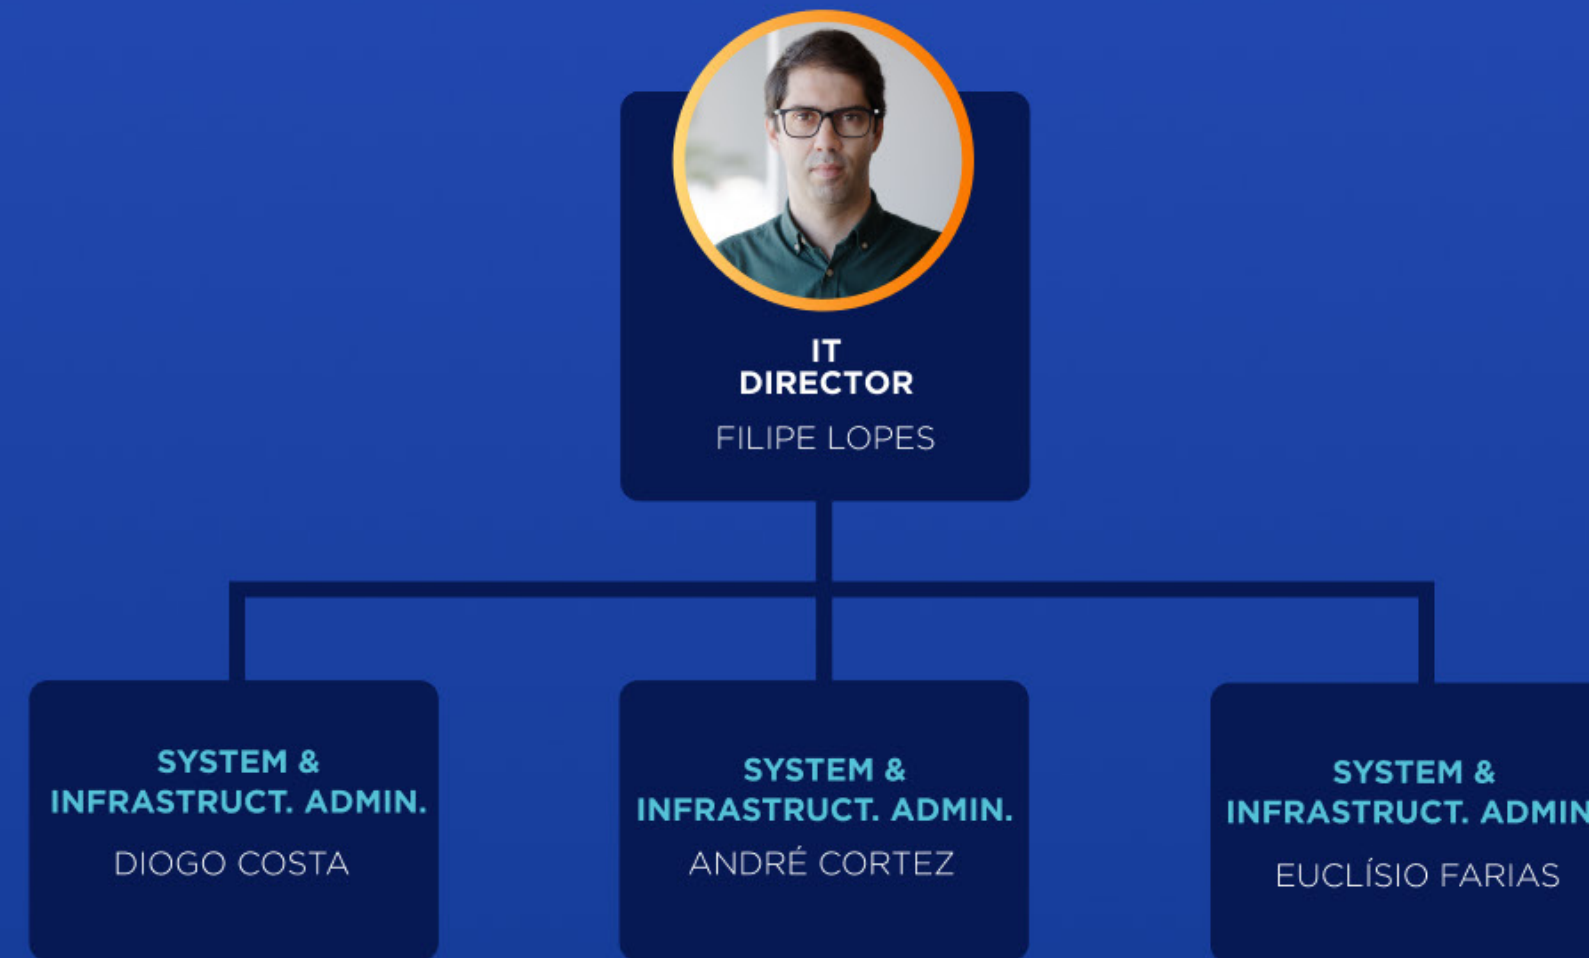 IT
DIRECTOR
FILIPE LOPES
SYSTEM &
INFRASTRUCT. ADMIN.
DIOGO COSTA
SYSTEM &
INFRASTRUCT. ADMIN.
ANDRÉ CORTEZ
SYSTEM &
INFRASTRUCT. ADMIN
EUCLÍSIO FARIAS